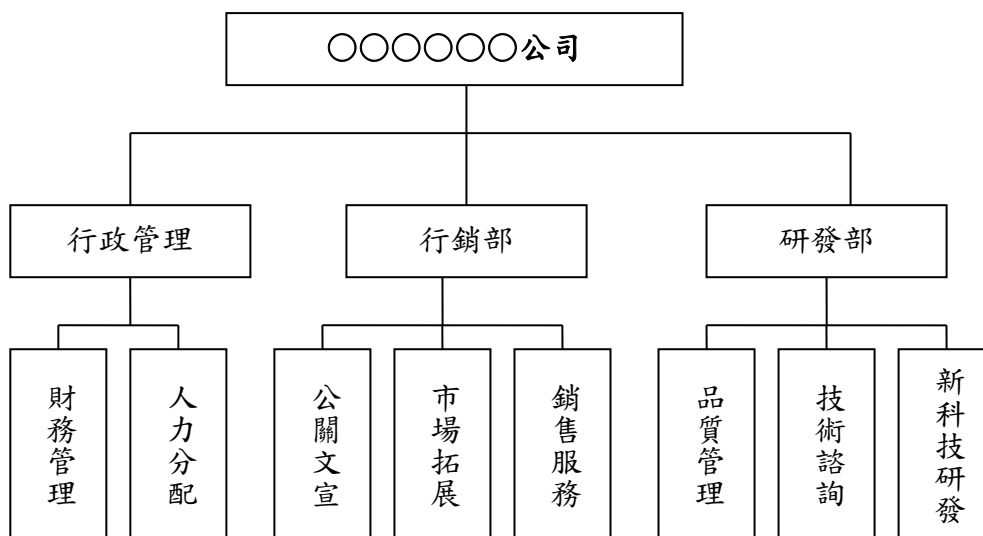 ○○○○○○公司
行政管理
行銷部
研發部
財務管理
人力分配
公關文宣
市場拓展
銷售服務
品質管理
技術諮詢
新科技研發